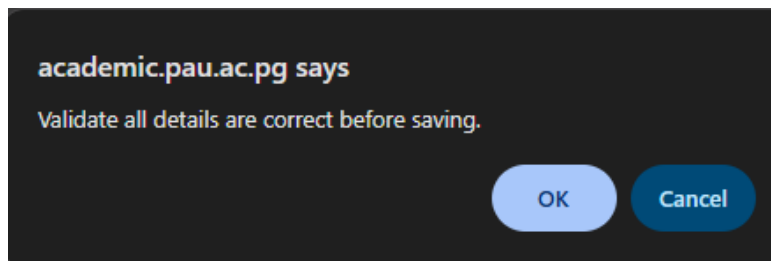 academic.pau.ac.pg says
Validate all details are correct before saving.
OK
Cancel